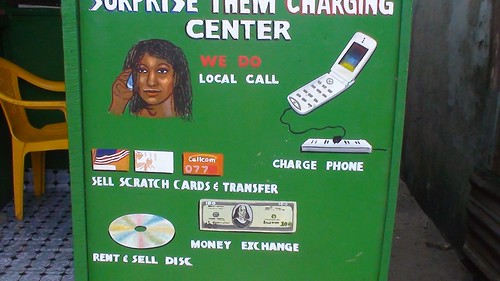 SURPRISE THEM CHARGING
CENTER
WE DO
LOCAL CALL
Cellcom
077
CHARGE PHONE
SELL SCRATCH CARDS & TRANSFER
MONEY EXCHANGE
RENT & SELL DISC